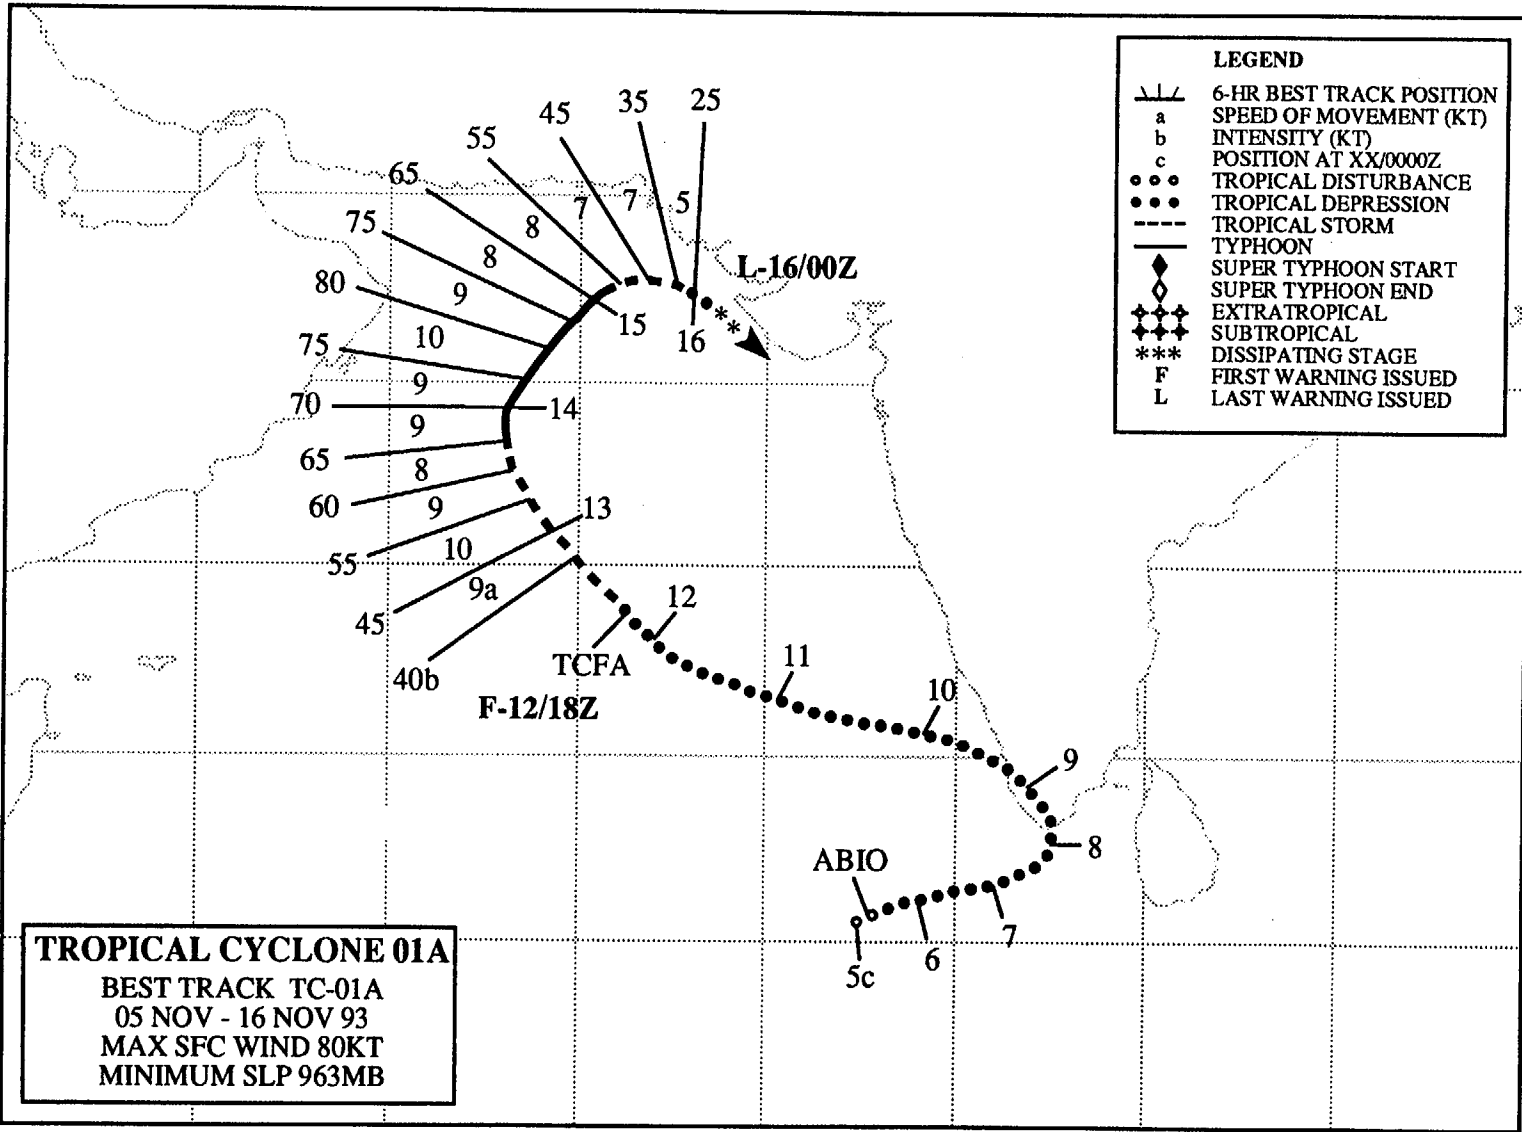 LEGEND
6-HR BEST TRACK POSITION
a SPEED OF MOVEMENT (KT)
b INTENSITY (KT)
c POSITION AT XX/0000Z
TROPICAL DISTURBANCE
TROPICAL DEPRESSION
TROPICAL STORM
TYPHOON
SUPER TYPHOON START
SUPER TYPHOON END
EXTRATROPICAL
SUBTROPICAL
*** DISSIPATING STAGE
F FIRST WARNING ISSUED
L LAST WARNING ISSUED
25
35
45
55
65
75
80
75
70
65
60
55
45
40b
5
7
7
8
8
9
10
9
9
8
9
10
9a
L-16/00Z
16
15
14
13
12
TCFA
F-12/18Z
11
10
9
8
7
6
5c
ABIO
TROPICAL CYCLONE 01A
BEST TRACK TC-01A
05 NOV - 16 NOV 93
MAX SFC WIND 80KT
MINIMUM SLP 963MB